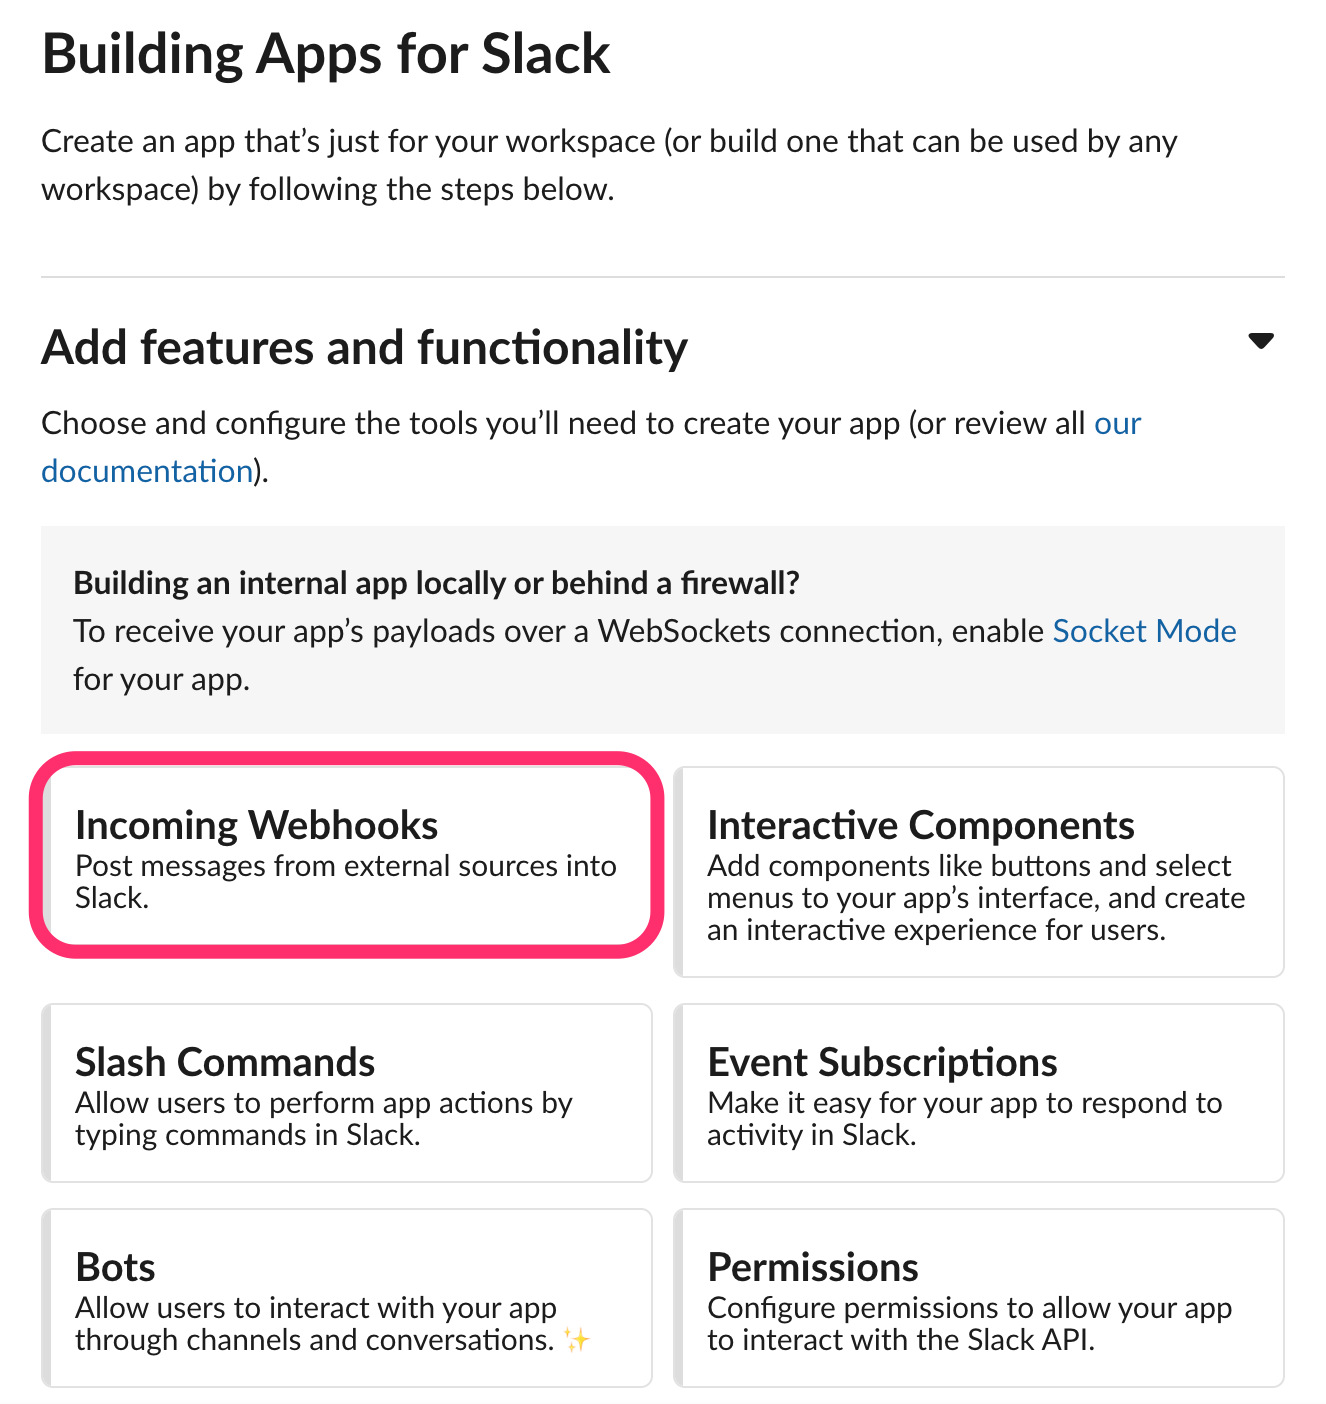 Building Apps for Slack
Create an app that’s just for your workspace (or build one that can be used by any
workspace) by following the steps below.
Add features and functionality
Choose and configure the tools you’ll need to create your app (or review all our
documentation).
Building an internal app locally or behind a firewall?
To receive your app’s payloads over a WebSockets connection, enable Socket Mode
for your app.
Incoming Webhooks
Post messages from external sources into
Slack.
Interactive Components
Add components like buttons and select
menus to your app’s interface, and create
an interactive experience for users.
Slash Commands
Allow users to perform app actions by
typing commands in Slack.
Event Subscriptions
Make it easy for your app to respond to
activity in Slack.
Bots
Allow users to interact with your app
through channels and conversations. ✨
Permissions
Configure permissions to allow your app
to interact with the Slack API.